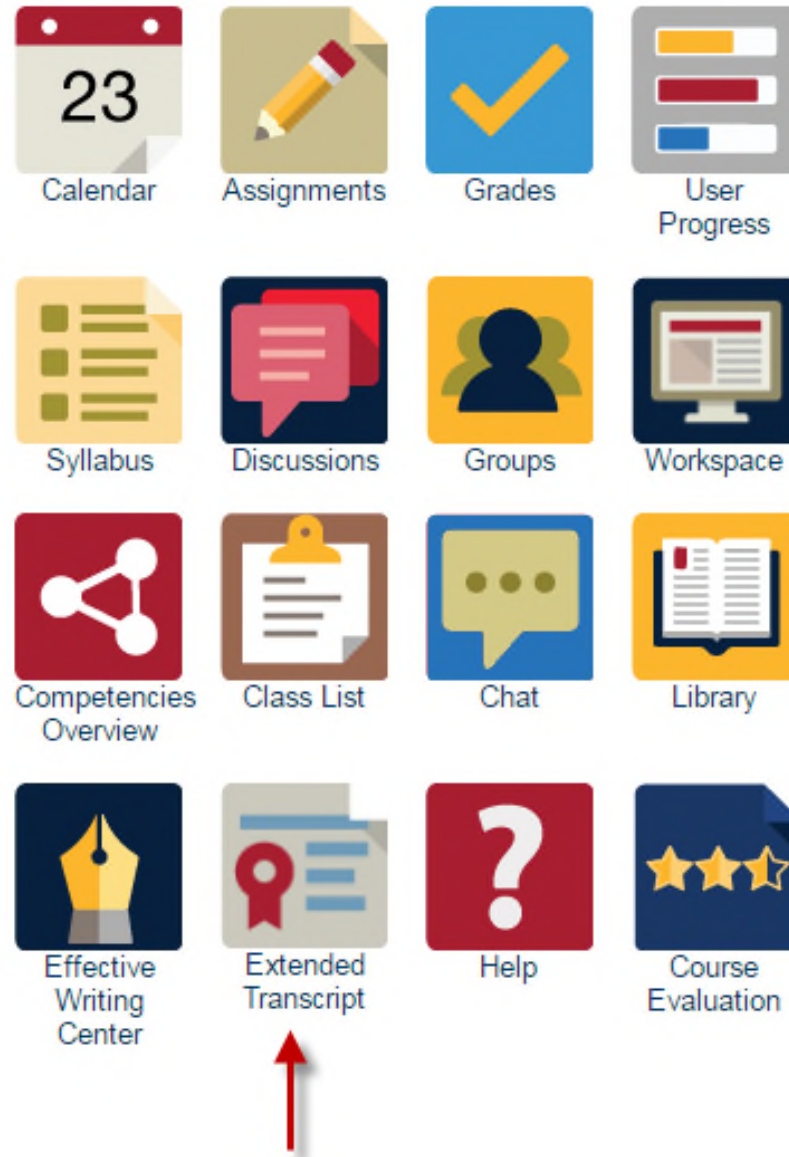 23
Calendar
Assignments
Grades
User
Progress
Syllabus
Discussions
Groups
Workspace
Competencies
Overview
Class List
Chat
Library
Effective
Writing
Center
Extended
Transcript
?
Help
Course
Evaluation